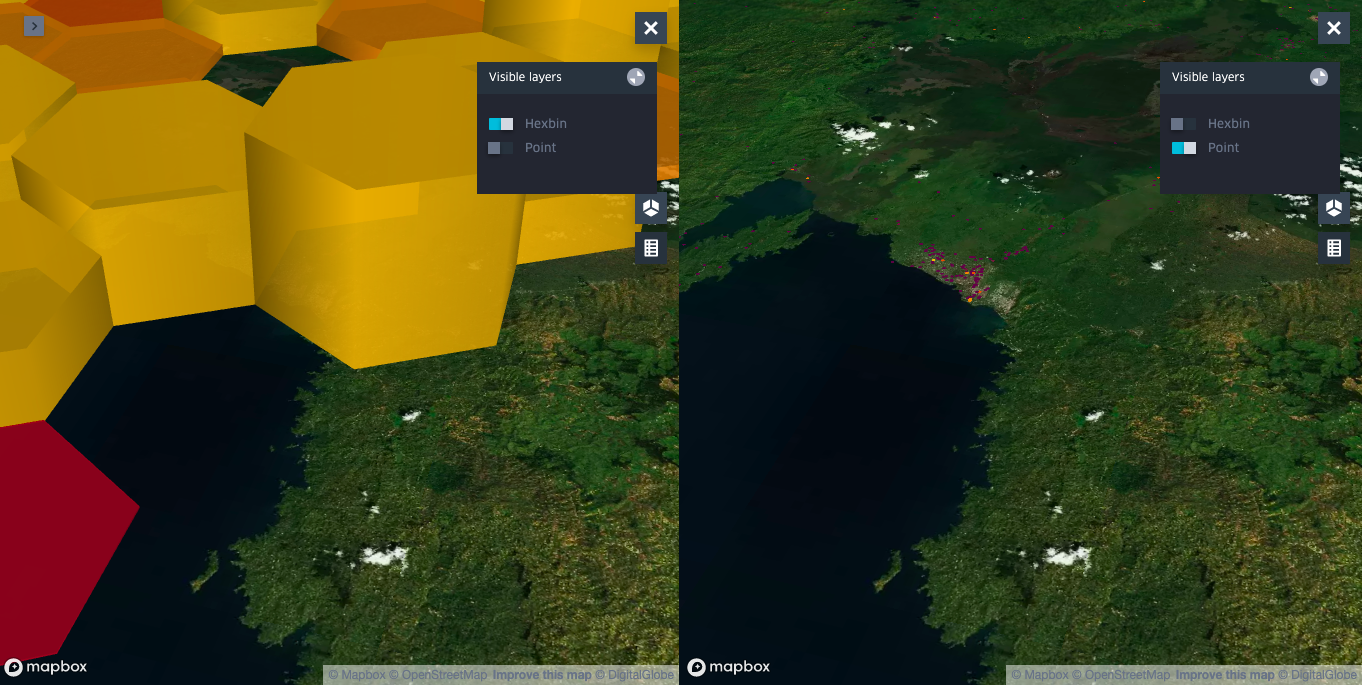 Visible layers
Hexbin
Point
mapbox
© Mapbox © OpenStreetMap Improve this map © DigitalGlobe
Visible layers
Hexbin
Point
mapbox
© Mapbox © OpenStreetMap Improve this map © DigitalGlobe